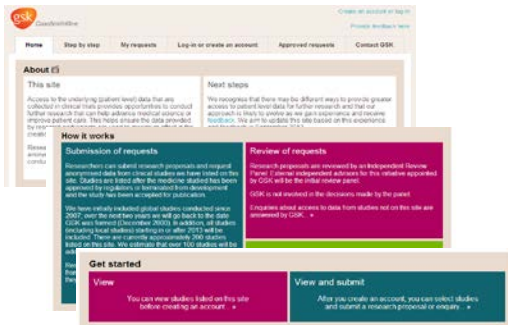 gsk
Create an account or log in
Provide feedback here
Home Step by step My requests Log-in or create an account Approved requests Contact GSK
About
This site
Access to the underlying (patient level) data that are
collected in clinical trials provides opportunities to conduct
further research that can help advance medical science or
improve patient care. This helps ensure the data provided
Next steps
We recognise that there may be different ways to provide greater
access to patient level data for further research and that our
approach is likely to evolve as we gain experience and receive
feedback. We aim to update this site based on this experience
How it works
Submission of requests
Researchers can submit research proposals and request
anonymised data from clinical studies we have listed on this
site. Studies are listed after the medicine studied has been
approved by regulators or terminated from development
and the study has been accepted for publication.
We have initially included global studies conducted since
2007; over the next two years we will go back to the date
GSK was formed (December 2000). In addition, all studies
(including local studies) starting in or after 2013 will be
included. There are currently approximately 200 studies
listed on this site. We estimate that over 100 studies will be
Review of requests
Research proposals are reviewed by an Independent Review
Panel. External independent advisors for this initiative appointed
by GSK will be the initial review panel.
GSK is not involved in the decisions made by the panel.
Enquiries about access to data from studies not on this site are
answered by GSK... »
Get started
View
You can view studies listed on this site
before creating an account... »
View and submit
After you create an account, you can select studies
and submit a research proposal or enquiry... »